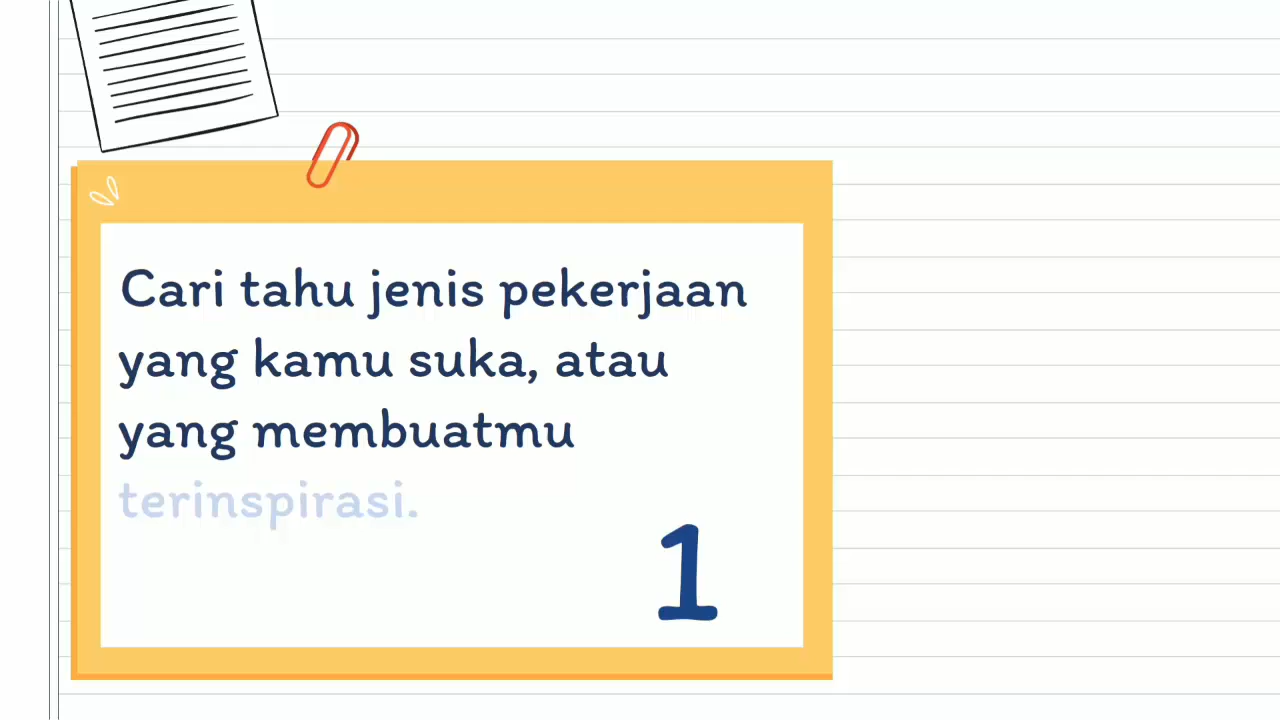 Cari tahu jenis pekerjaan
yang kamu suka, atau
yang membuatmu
terinspirasi.
1